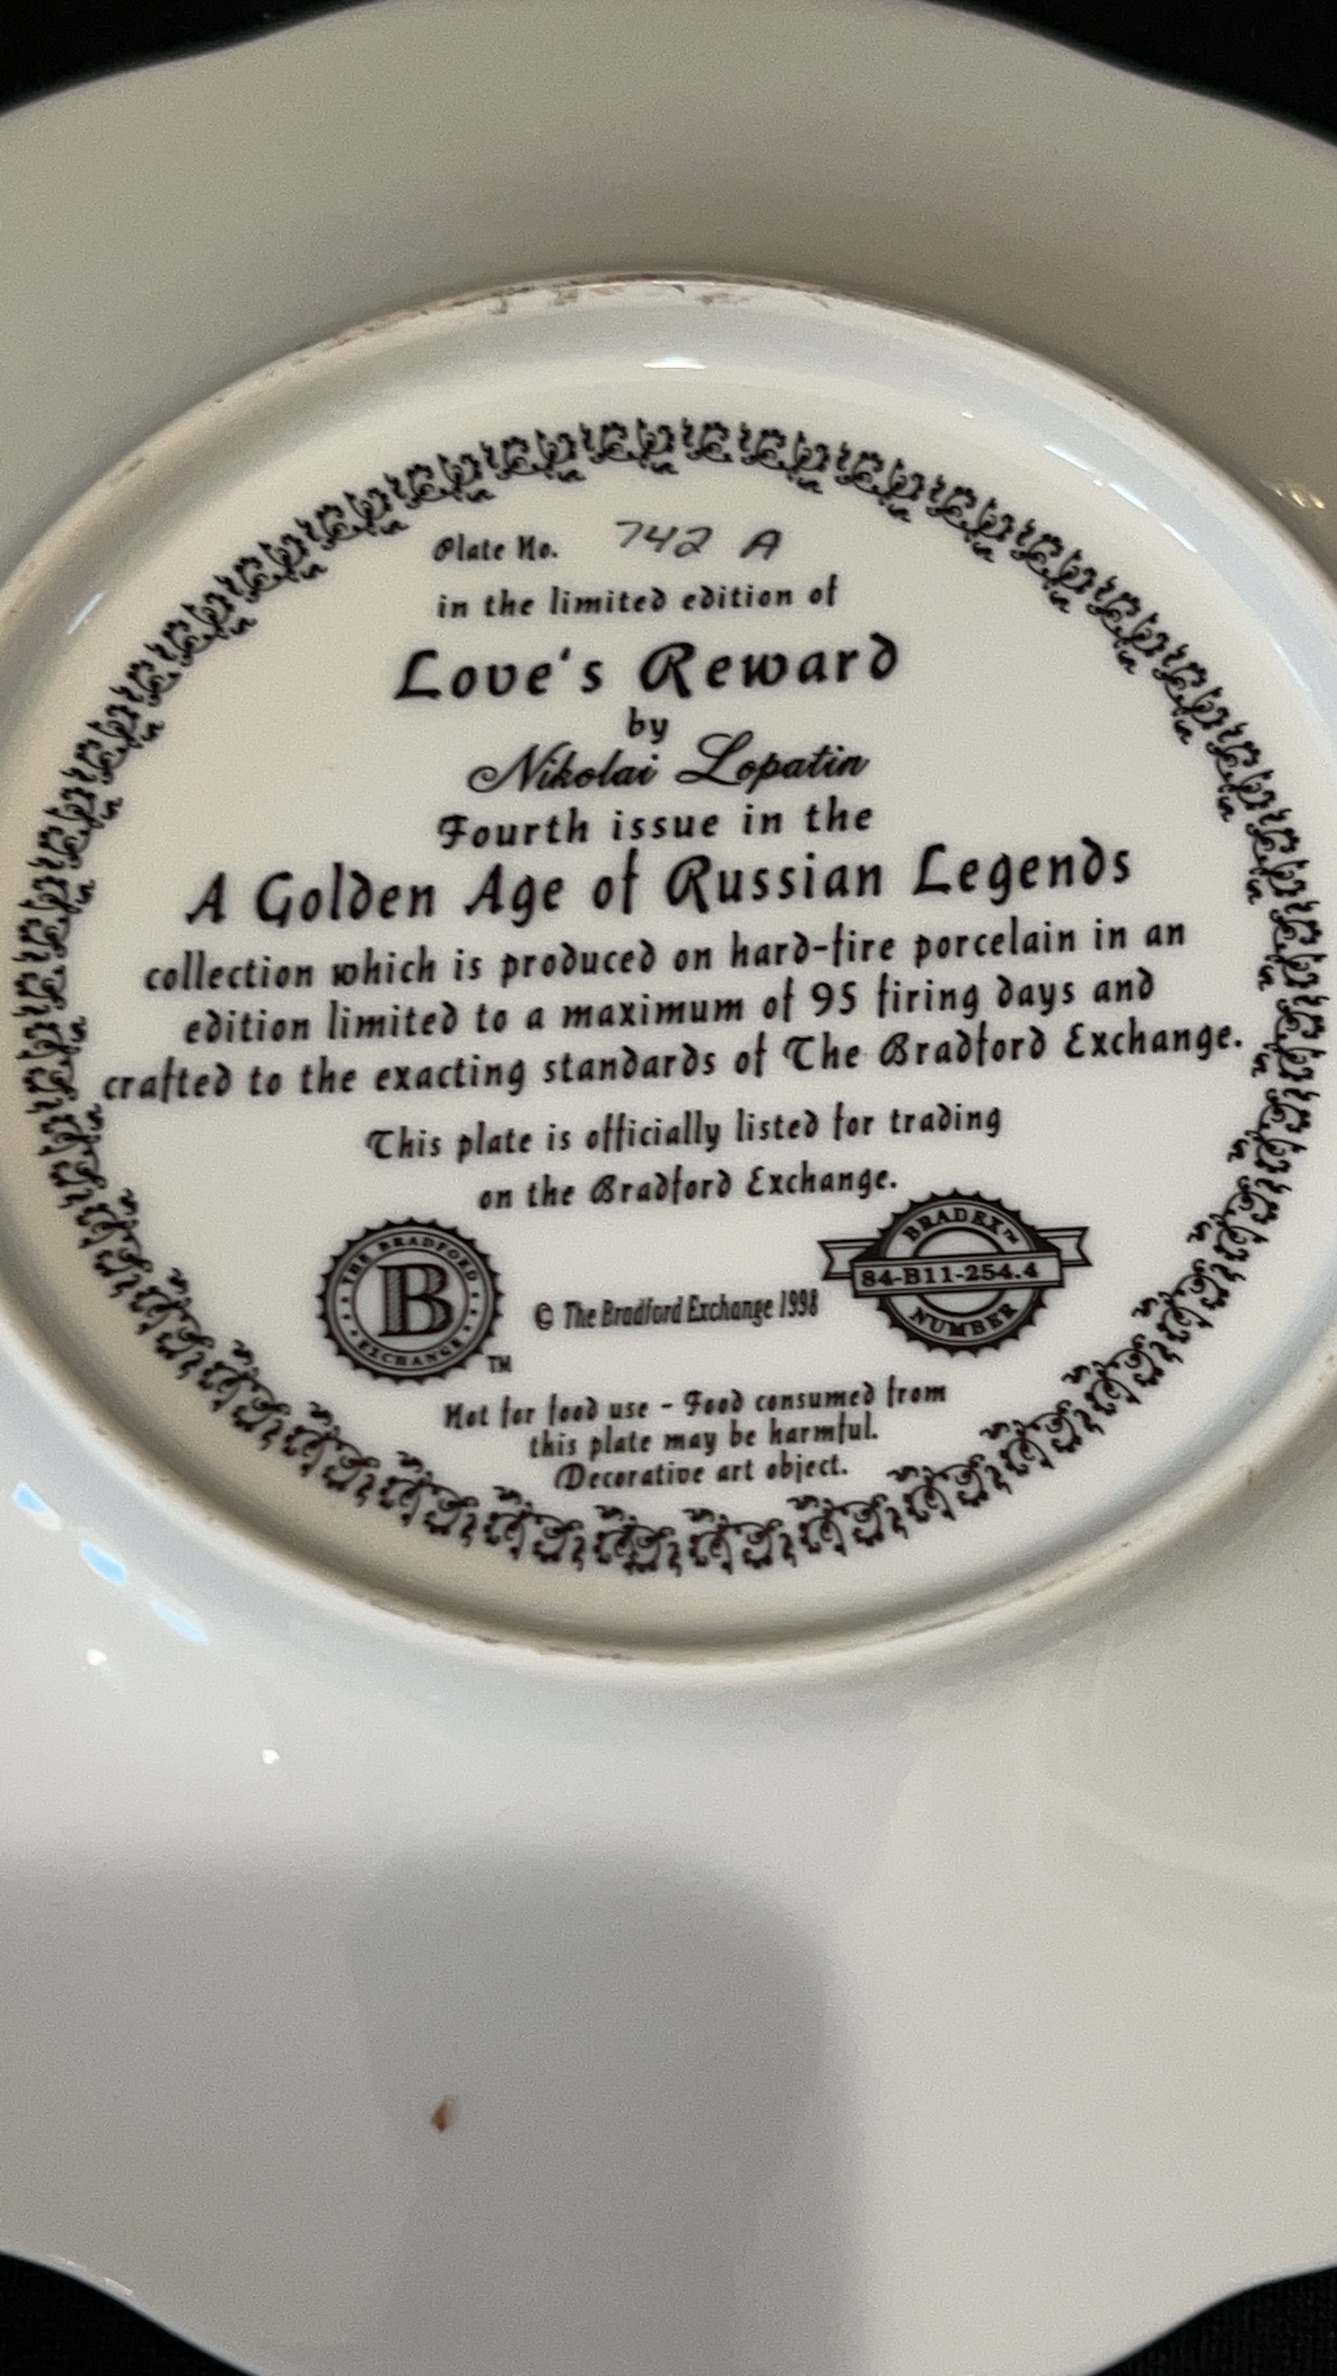 Plate No. 742 A
in the limited edition of
Love's Reward
by
Nikolai Lopatin
Fourth issue in the
A Golden Age of Russian Legends
collection which is produced on hard-fire porcelain in an
edition limited to a maximum of 95 firing days and
crafted to the exacting standards of The Bradford Exchange.
This plate is officially listed for trading
on the Bradford Exchange.
THE BRADFORD
B
EXCHANGE
TM
© The Bradford Exchange 1998
BRADEX™
84-B11-254.4
NUMBER
Not for food use - Food consumed from
this plate may be harmful.
Decorative art object.